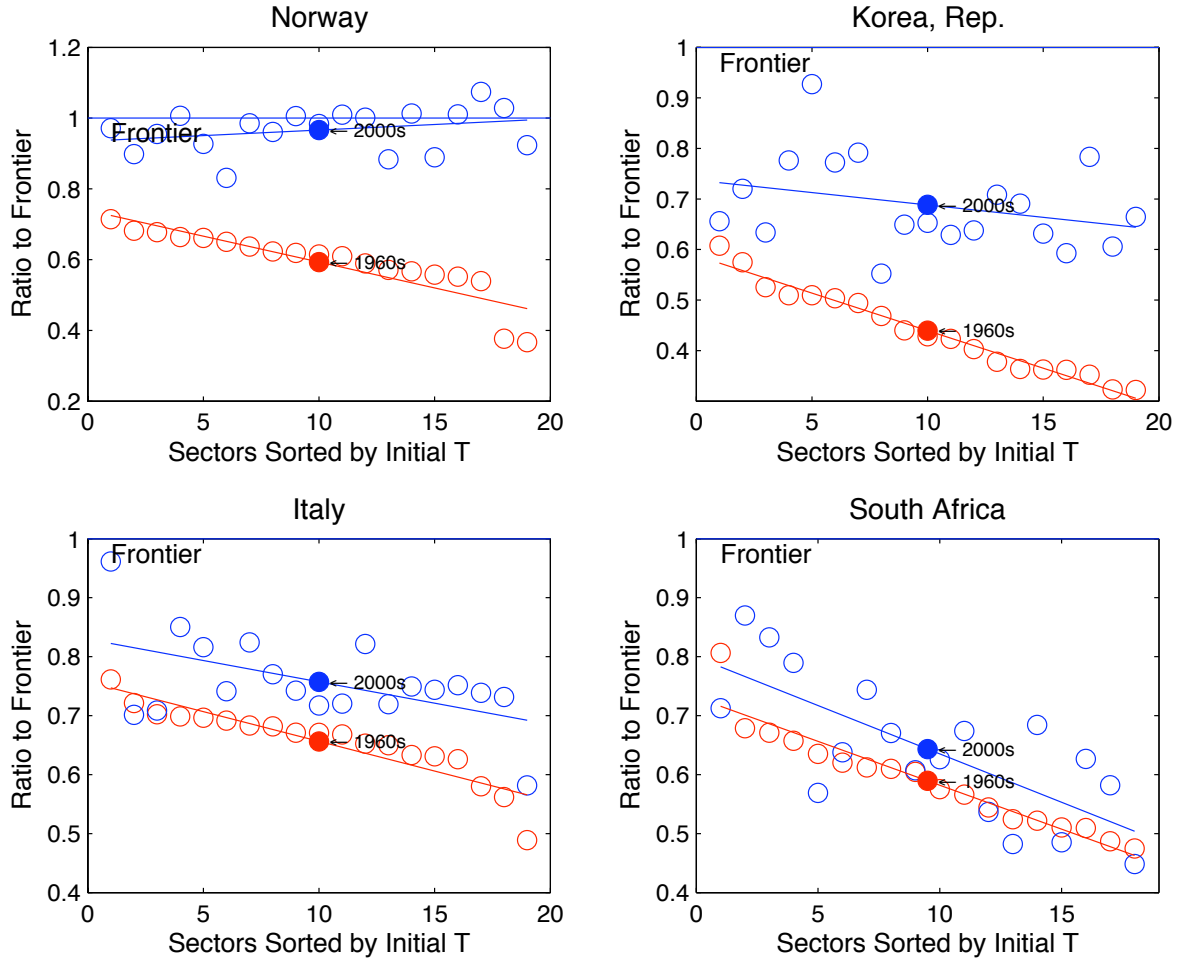 Norway
1.2
1
0.8
0.6
0.4
0.2
Ratio to Frontier
Frontier
← 2000s
← 1960s
0
5
10
15
20
Sectors Sorted by Initial T
Korea, Rep.
1
0.9
0.8
0.7
0.6
0.5
0.4
Ratio to Frontier
Frontier
← 2000s
← 1960s
0
5
10
15
20
Sectors Sorted by Initial T
Italy
1
0.9
0.8
0.7
0.6
0.5
0.4
Ratio to Frontier
Frontier
← 2000s
← 1960s
0
5
10
15
20
Sectors Sorted by Initial T
South Africa
1
0.9
0.8
0.7
0.6
0.5
0.4
Ratio to Frontier
Frontier
← 2000s
← 1960s
0
5
10
15
Sectors Sorted by Initial T